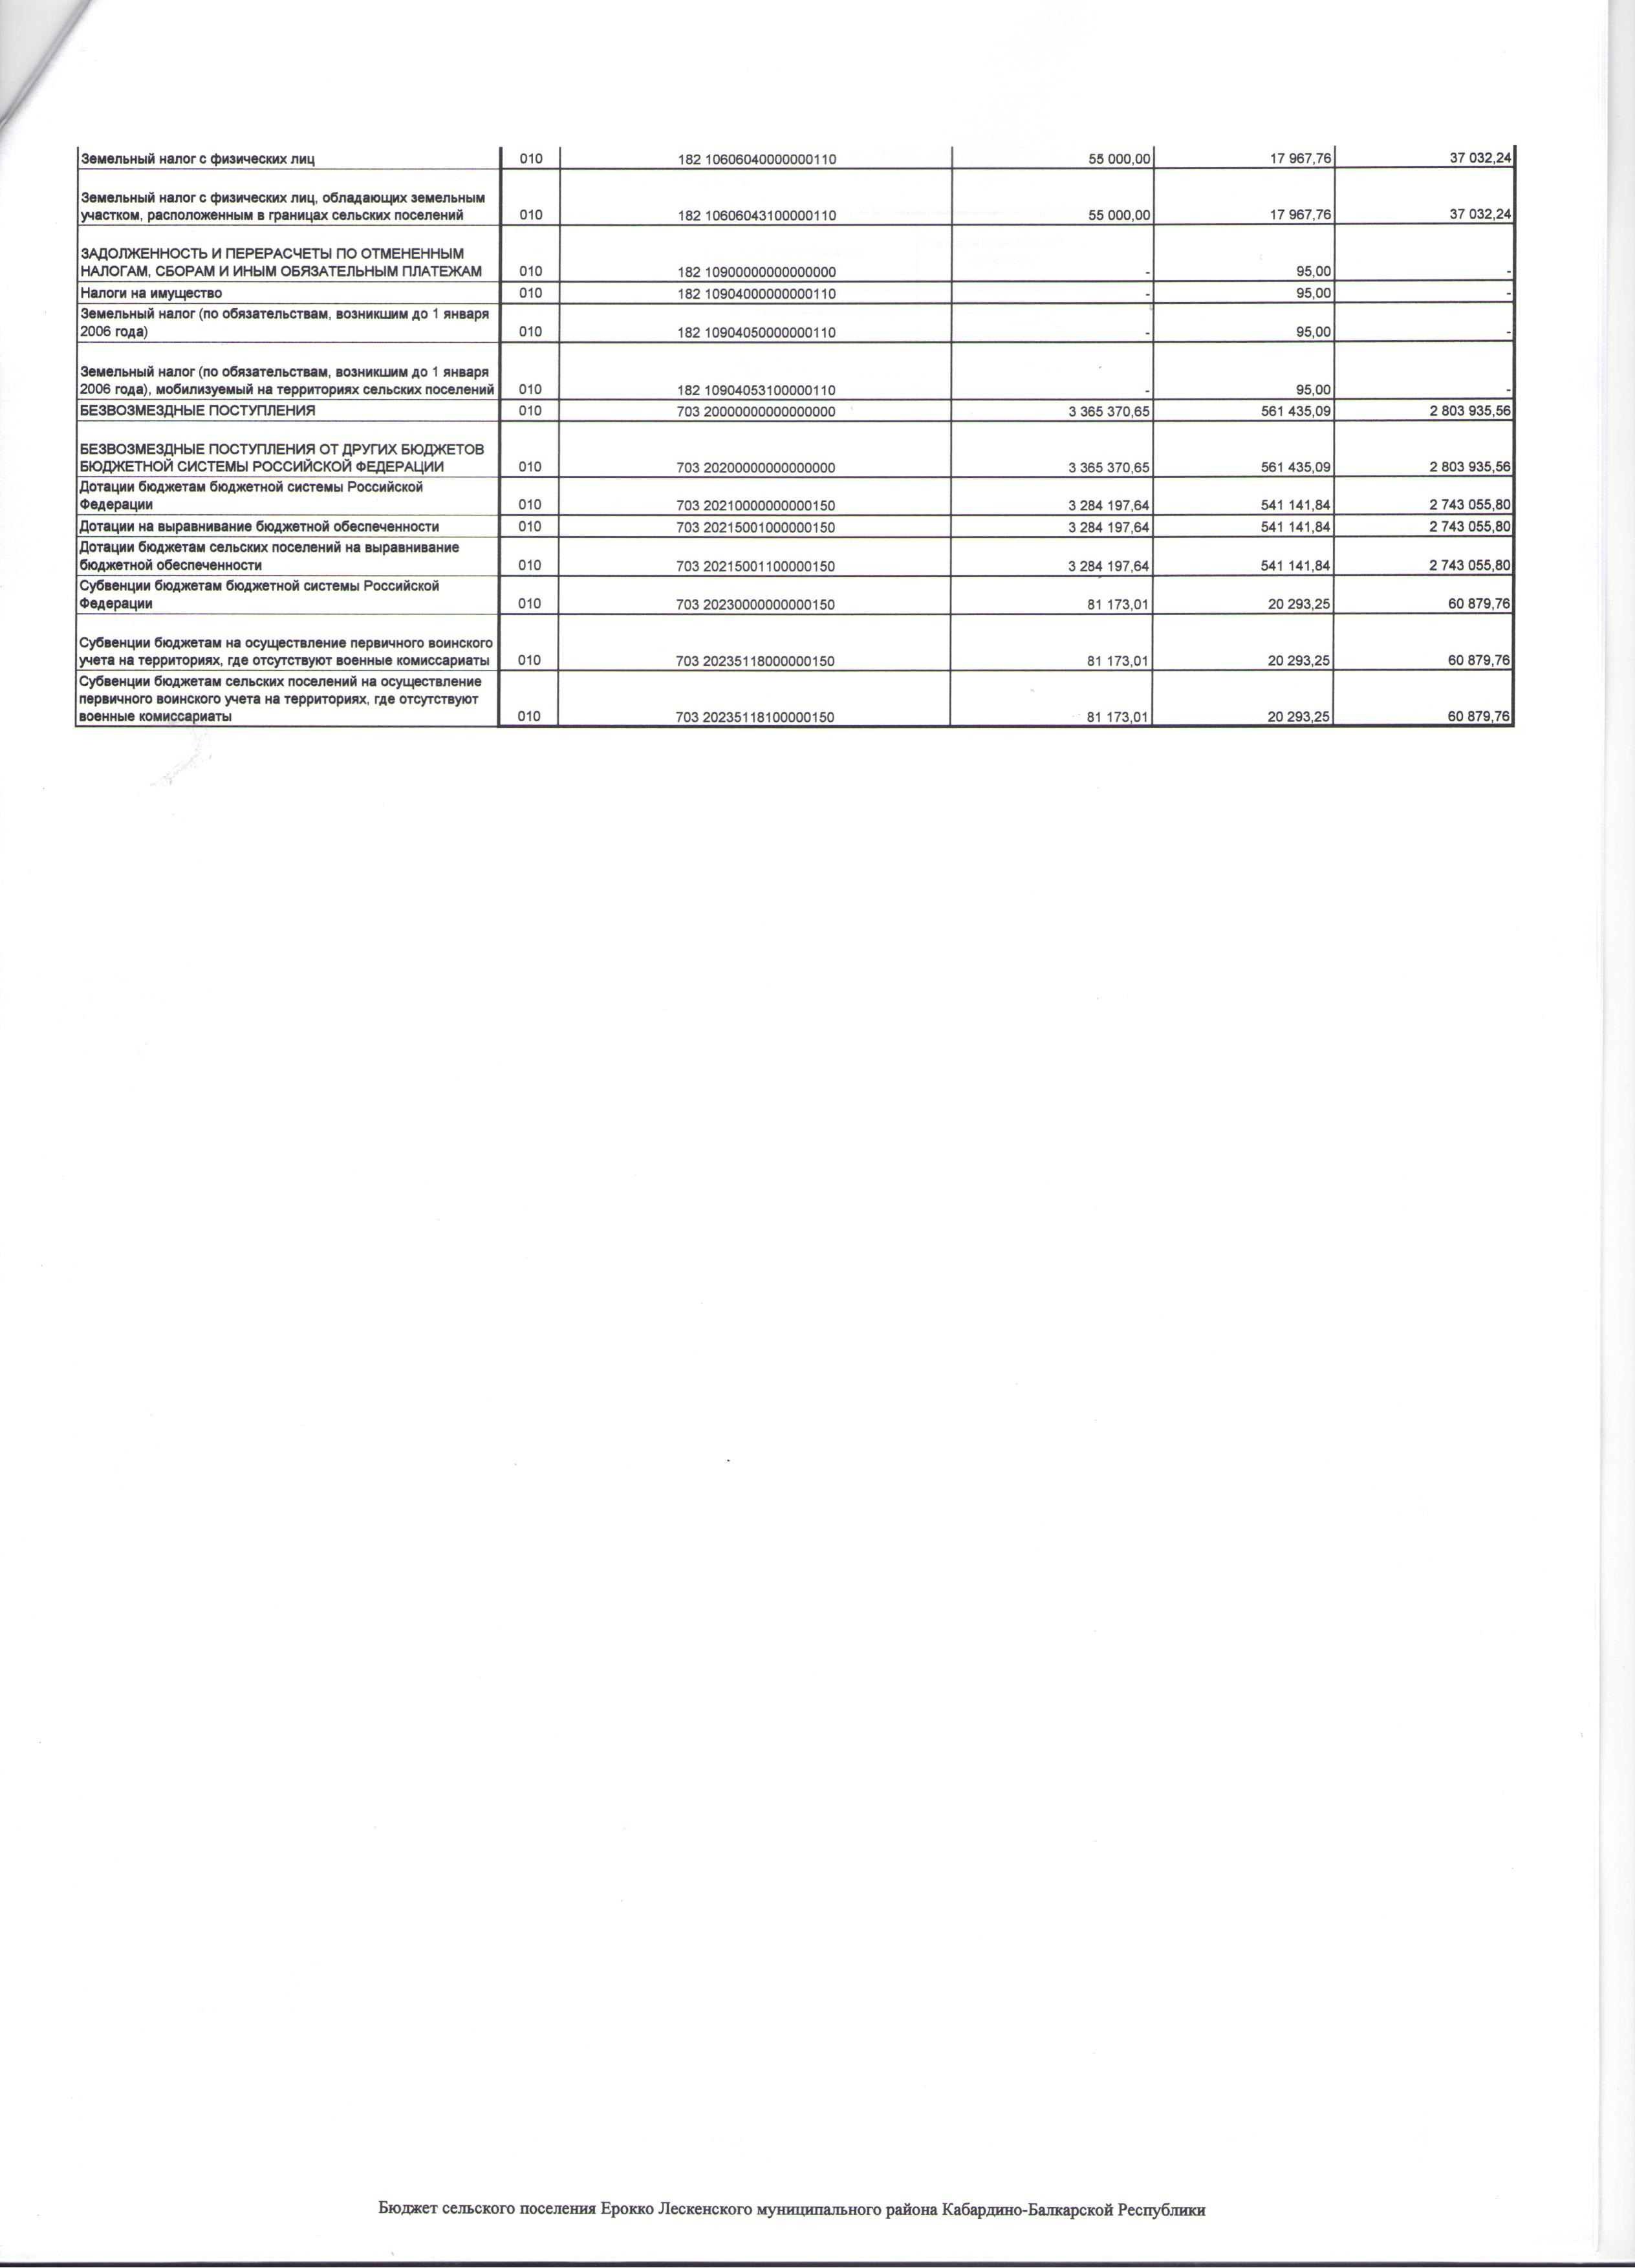 Земельный налог с физических лиц 010 182 10606040000000110 55 000,00 17 967,76 37 032,24
Земельный налог с физических лиц, обладающих земельным
участком, расположенным в границах сельских поселений 010 182 10606043100000110 55 000,00 17 967,76 37 032,24
ЗАДОЛЖЕННОСТЬ И ПЕРЕРАСЧЕТЫ ПО ОТМЕНЕННЫМ
НАЛОГАМ, СБОРАМ И ИНЫМ ОБЯЗАТЕЛЬНЫМ ПЛАТЕЖАМ 010 182 10900000000000000 - 95,00 -
Налоги на имущество 010 182 10904000000000110 - 95,00 -
Земельный налог (по обязательствам, возникшим до 1 января
2006 года) 010 182 10904050000000110 - 95,00 -
Земельный налог (по обязательствам, возникшим до 1 января
2006 года), мобилизуемый на территориях сельских поселений 010 182 10904053100000110 - 95,00 -
БЕЗВОЗМЕЗДНЫЕ ПОСТУПЛЕНИЯ 010 703 20000000000000000 3 365 370,65 561 435,09 2 803 935,56
БЕЗВОЗМЕЗДНЫЕ ПОСТУПЛЕНИЯ ОТ ДРУГИХ БЮДЖЕТОВ
БЮДЖЕТНОЙ СИСТЕМЫ РОССИЙСКОЙ ФЕДЕРАЦИИ 010 703 20200000000000000 3 365 370,65 561 435,09 2 803 935,56
Дотации бюджетам бюджетной системы Российской
Федерации 010 703 20210000000000150 3 284 197,64 541 141,84 2 743 055,80
Дотации на выравнивание бюджетной обеспеченности 010 703 20215001000000150 3 284 197,64 541 141,84 2 743 055,80
Дотации бюджетам сельских поселений на выравнивание
бюджетной обеспеченности 010 703 20215001100000150 3 284 197,64 541 141,84 2 743 055,80
Субвенции бюджетам бюджетной системы Российской
Федерации 010 703 20230000000000150 81 173,01 20 293,25 60 879,76
Субвенции бюджетам на осуществление первичного воинского
учета на территориях, где отсутствуют военные комиссариаты 010 703 20235118000000150 81 173,01 20 293,25 60 879,76
Субвенции бюджетам сельских поселений на осуществление
первичного воинского учета на территориях, где отсутствуют
военные комиссариаты 010 703 20235118100000150 81 173,01 20 293,25 60 879,76
Бюджет сельского поселения Ерокко Лескенского муниципального района Кабардино-Балкарской Республики